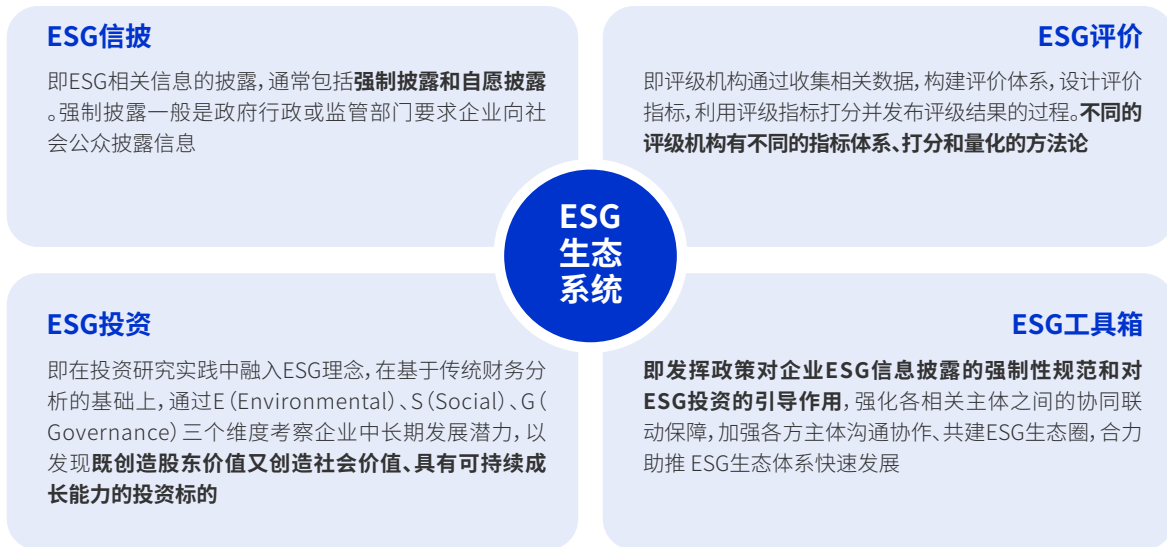 ESG信披
即ESG相关信息的披露，通常包括强制披露和自愿披露
。强制披露一般是政府行政或监管部门要求企业向社
会公众披露信息
ESG评价
即评级机构通过收集相关数据，构建评价体系，设计评价
指标，利用评级指标打分并发布评级结果的过程。不同的
评级机构有不同的指标体系、打分和量化的方法论
ESG
生态
系统
ESG投资
即在投资研究实践中融入ESG理念，在基于传统财务分
析的基础上，通过E（Environmental）、S（Social）、G（
Governance）三个维度考察企业中长期发展潜力，以
发现既创造股东价值又创造社会价值、具有可持续成
长能力的投资标的
ESG工具箱
即发挥政策对企业ESG信息披露的强制性规范和对
ESG投资的引导作用，强化各相关主体之间的协同联
动保障，加强各方主体沟通协作、共建ESG生态圈，合力
助推 ESG生态体系快速发展